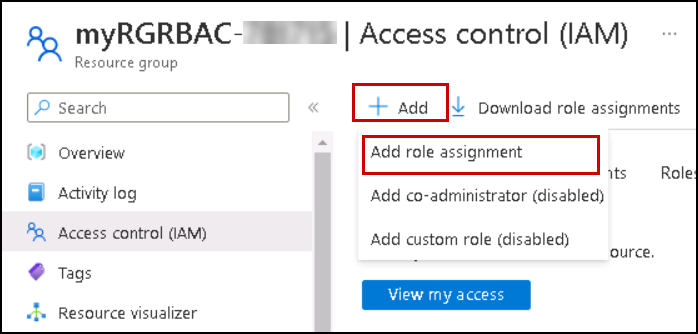 myRGRBAC- | Access control (IAM) ...
Resource group
Search «
+ Add Download role assignments
Add role assignment
nts Roles
Overview
Activity log
Add co-administrator (disabled)
Access control (IAM)
Add custom role (disabled)
ource.
Tags
View my access
Resource visualizer